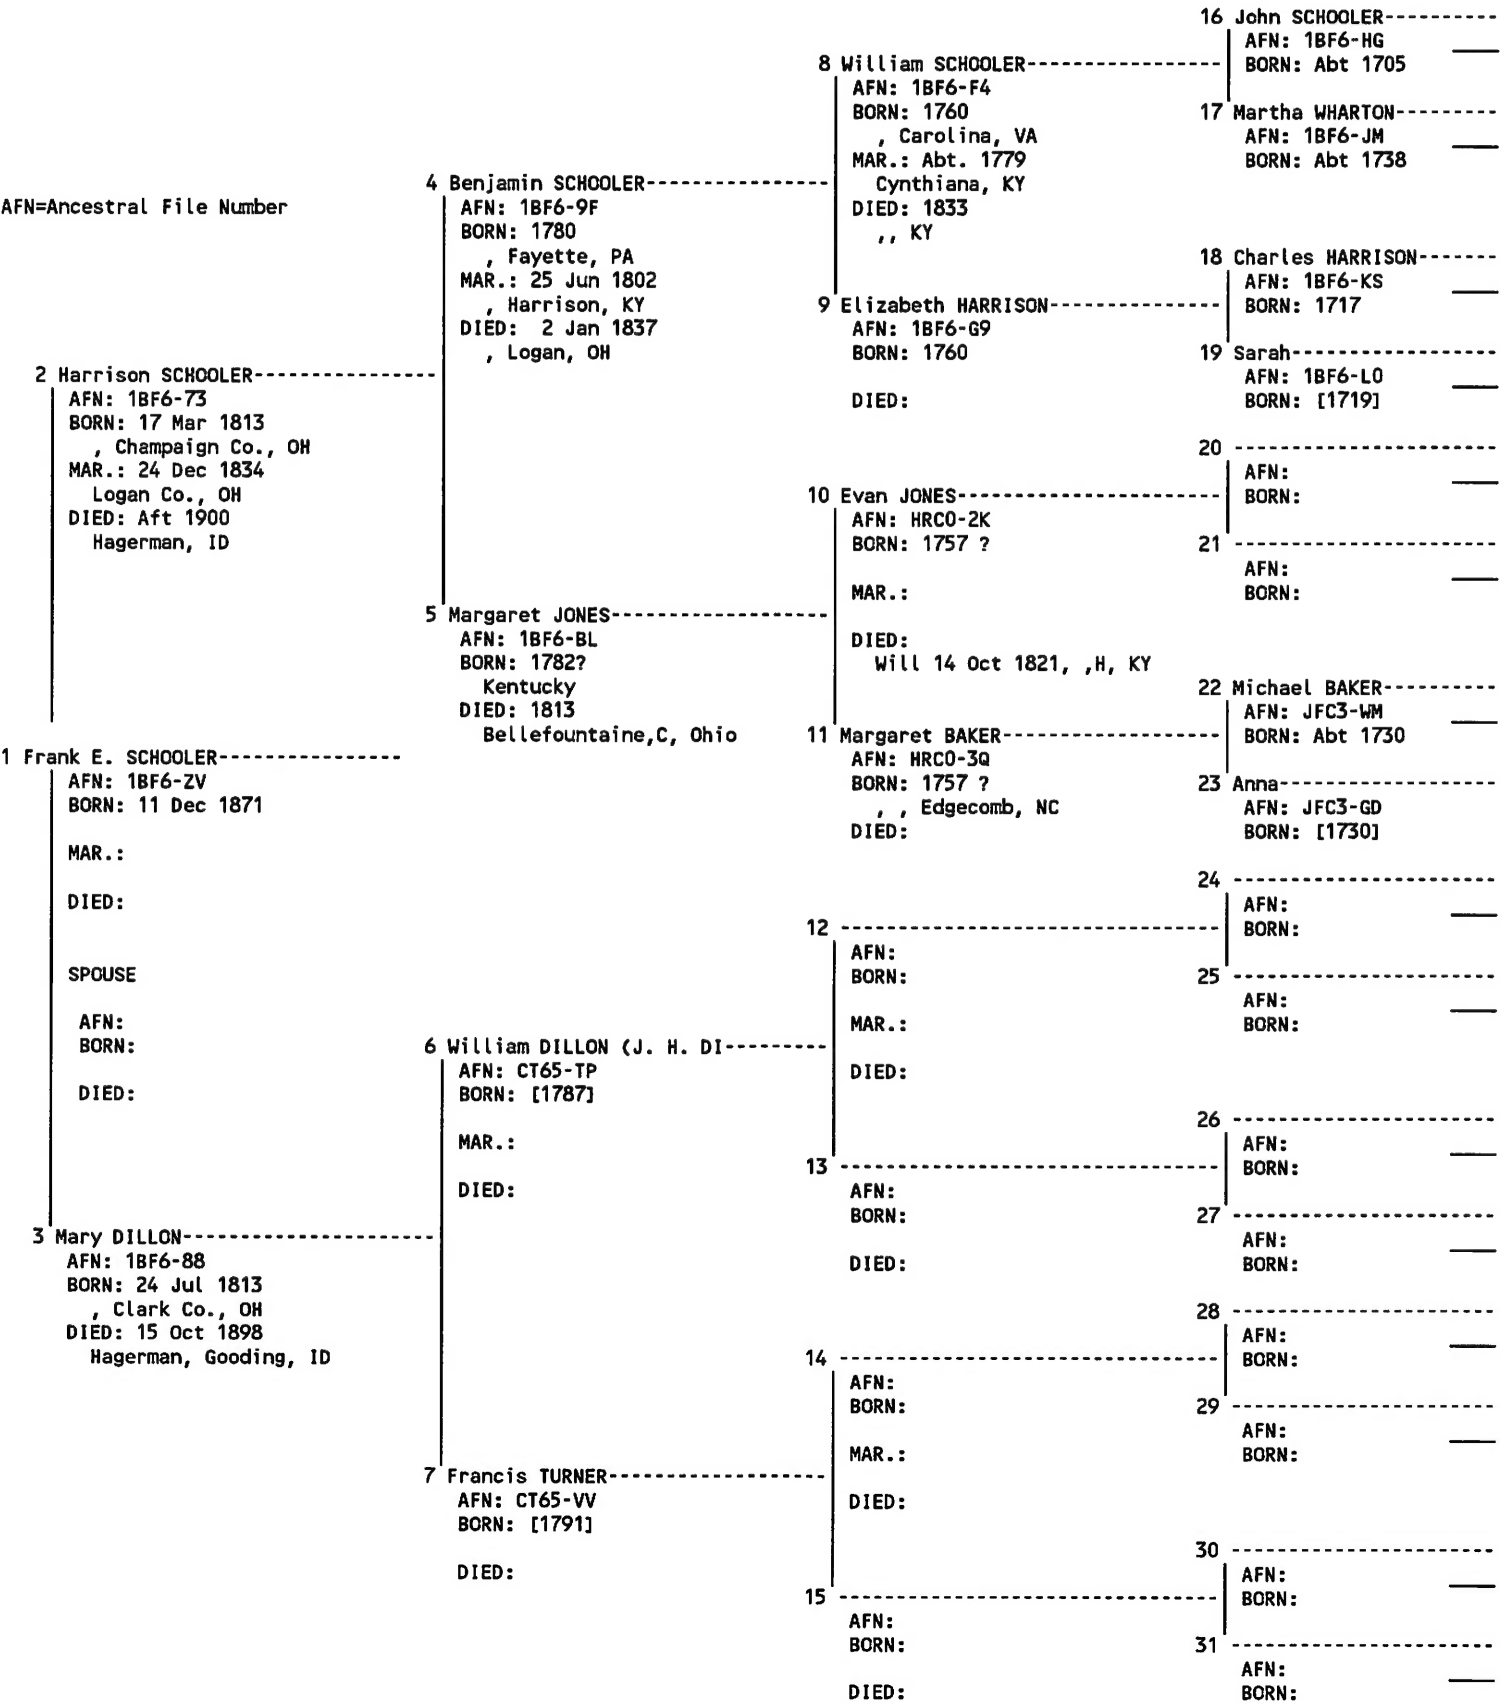 AFN=Ancestral File Number
1 Frank E. SCHOOLER
AFN: 1BF6-ZV
BORN: 11 Dec 1871
MAR.:
DIED:
SPOUSE
AFN:
BORN:
DIED:
2 Harrison SCHOOLER
AFN: 1BF6-73
BORN: 17 Mar 1813
, Champaign Co., OH
MAR.: 24 Dec 1834
Logan Co., OH
DIED: Aft 1900
Hagerman, ID
3 Mary DILLON
AFN: 1BF6-88
BORN: 24 Jul 1813
, Clark Co., OH
DIED: 15 Oct 1898
Hagerman, Gooding, ID
4 Benjamin SCHOOLER
AFN: 1BF6-9F
BORN: 1780
, Fayette, PA
MAR.: 25 Jun 1802
, Harrison, KY
DIED: 2 Jan 1837
, Logan, OH
5 Margaret JONES
AFN: 1BF6-BL
BORN: 1782?
Kentucky
DIED: 1813
Bellefountaine,C, Ohio
6 William DILLON (J. H. DI
AFN: CT65-TP
BORN: [1787]
MAR.:
DIED:
7 Francis TURNER
AFN: CT65-VV
BORN: [1791]
DIED:
8 William SCHOOLER
AFN: 1BF6-F4
BORN: 1760
, Carolina, VA
MAR.: Abt. 1779
Cynthiana, KY
DIED: 1833
,, KY
9 Elizabeth HARRISON
AFN: 1BF6-G9
BORN: 1760
DIED:
10 Evan JONES
AFN: HRC0-2K
BORN: 1757 ?
MAR.:
DIED:
Will 14 Oct 1821, ,H, KY
11 Margaret BAKER
AFN: HRC0-3Q
BORN: 1757 ?
, , Edgecomb, NC
DIED:
12
AFN:
BORN:
MAR.:
DIED:
13
AFN:
BORN:
DIED:
14
AFN:
BORN:
MAR.:
DIED:
15
AFN:
BORN:
DIED:
16 John SCHOOLER
AFN: 1BF6-HG
BORN: Abt 1705
17 Martha WHARTON
AFN: 1BF6-JM
BORN: Abt 1738
18 Charles HARRISON
AFN: 1BF6-KS
BORN: 1717
19 Sarah
AFN: 1BF6-L0
BORN: [1719]
20
AFN:
BORN:
21
AFN:
BORN:
22 Michael BAKER
AFN: JFC3-WM
BORN: Abt 1730
23 Anna
AFN: JFC3-GD
BORN: [1730]
24
AFN:
BORN:
25
AFN:
BORN:
26
AFN:
BORN:
27
AFN:
BORN:
28
AFN:
BORN:
29
AFN:
BORN:
30
AFN:
BORN:
31
AFN:
BORN: